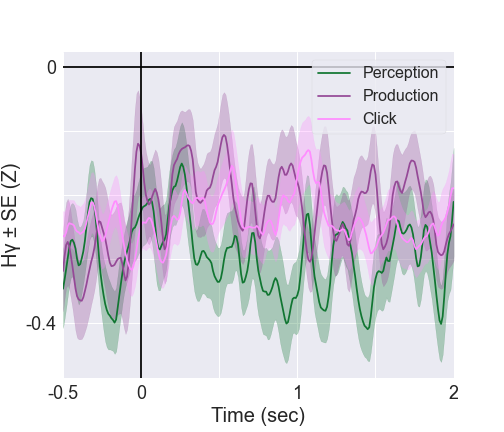 Perception
Production
Click
Hγ ± SE (Z)
0
-0.4
-0.5
0
1
2
Time (sec)